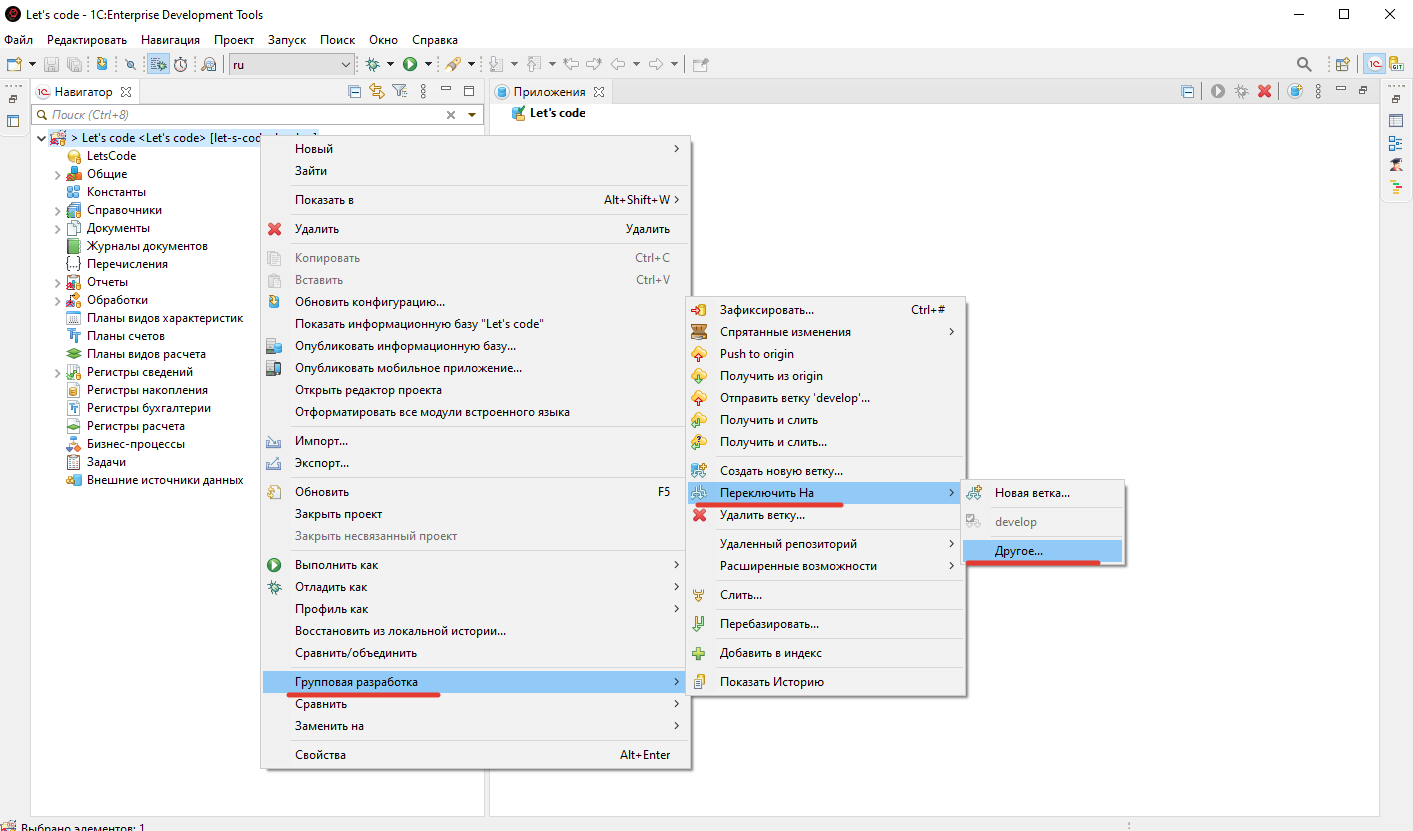 Let's code - 1C:Enterprise Development Tools
Файл Редактировать Навигация Проект Запуск Поиск Окно Справка
ru
Навигатор
Приложения
Поиск (Ctrl+8)
Let's code
> Let's code <Let's code> [let-s-cod
LetsCode
Общие
Константы
Справочники
Документы
Журналы документов
Перечисления
Отчеты
Обработки
Планы видов характеристик
Планы счетов
Планы видов расчета
Регистры сведений
Регистры накопления
Регистры бухгалтерии
Регистры расчета
Бизнес-процессы
Задачи
Внешние источники данных
Новый
Зайти
Показать в Alt+Shift+W
Удалить Удалить
Копировать Ctrl+C
Вставить Ctrl+V
Обновить конфигурацию...
Показать информационную базу "Let's code"
Опубликовать информационную базу...
Опубликовать мобильное приложение...
Открыть редактор проекта
Отформатировать все модули встроенного языка
Импорт...
Экспорт...
Обновить F5
Закрыть проект
Закрыть несвязанный проект
Выполнить как
Отладить как
Профиль как
Восстановить из локальной истории...
Сравнить/объединить
Групповая разработка
Сравнить
Заменить на
Свойства Alt+Enter
Зафиксировать... Ctrl+#
Спрятанные изменения
Push to origin
Получить из origin
Отправить ветку 'develop'...
Получить и слить
Получить и слить...
Создать новую ветку...
Переключить На
Удалить ветку...
Удаленный репозиторий
Расширенные возможности
Слить...
Перебазировать...
Добавить в индекс
Показать Историю
Новая ветка...
develop
Другое...
Выбрано элементов: 1